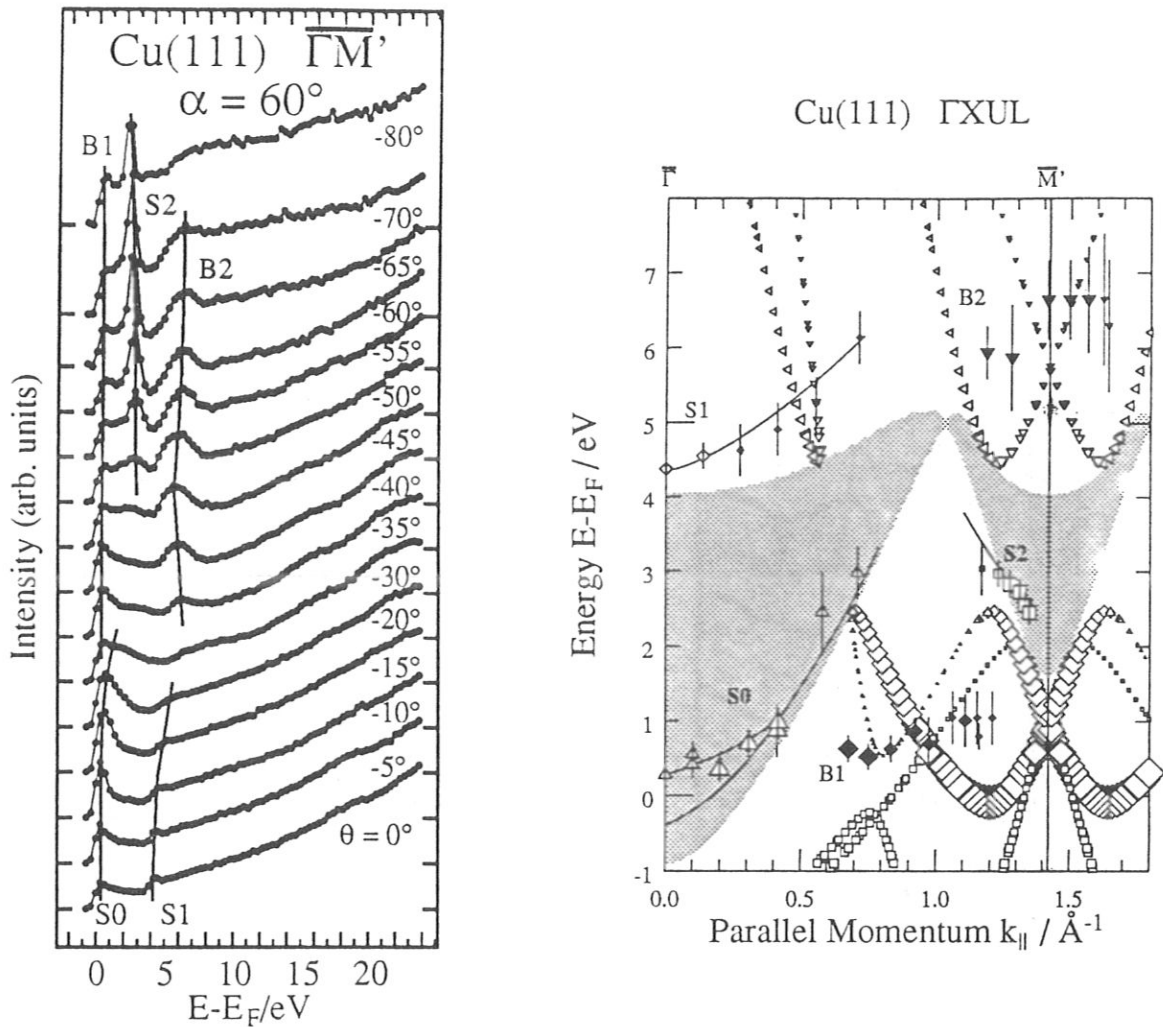 Cu(111) ΓM'
α = 60°
-80°
B1
S2
-70°
B2
-65°
-60°
-55°
-50°
-45°
-40°
-35°
-30°
-20°
-15°
-10°
-5°
θ = 0°
S0
S1
Intensity (arb. units)
0 5 10 15 20
E-EF/eV
Cu(111) ΓXUL
Γ
M'
7
6
5
4
3
2
1
0
-1
B2
S1
S2
S0
B1
Energy E-EF / eV
0.0 0.5 1.0 1.5
Parallel Momentum k|| / Å-1